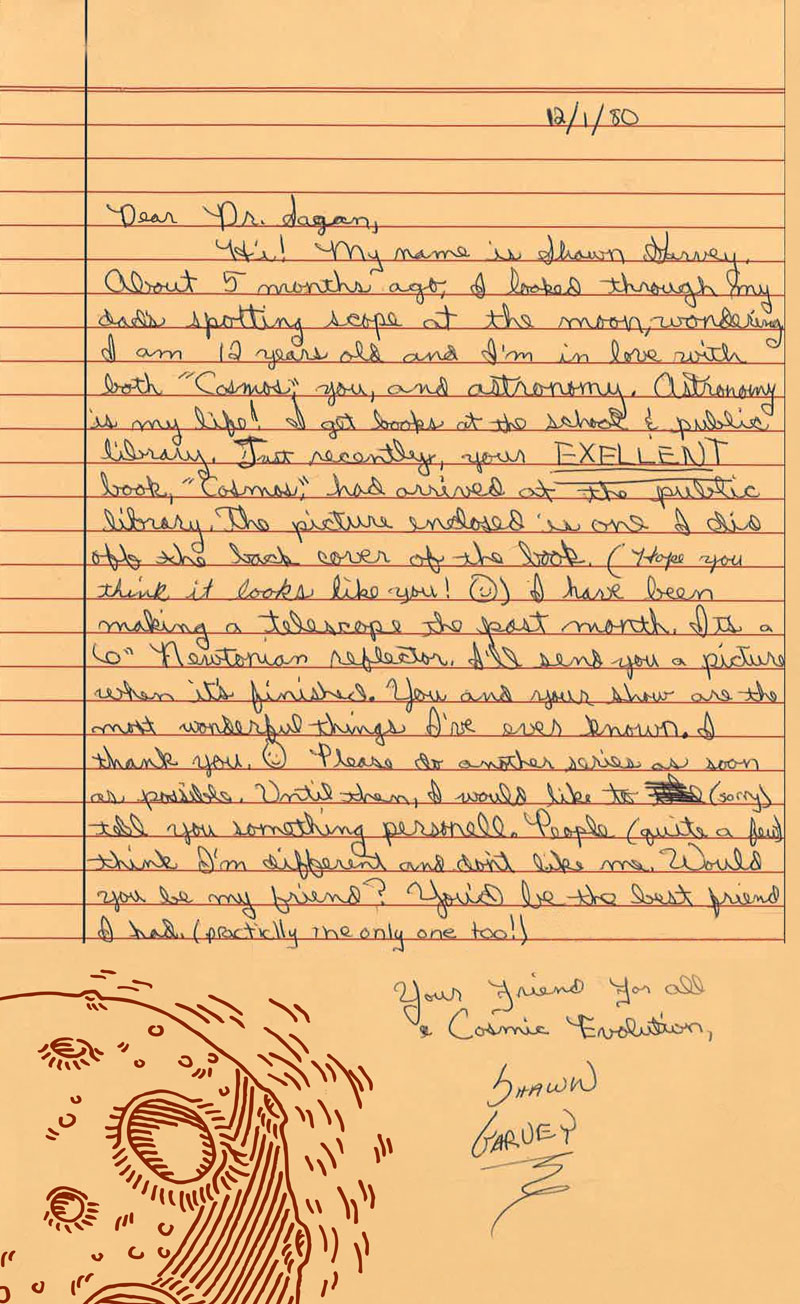 12/1/80
Dear Dr. Sagan,
Hi! My name is Shawn Harvey.
About 5 months ago, I looked through my
dads spotting scope at the moon, wondering
I am 12 years old and I'm in love with
both "Cosmos," you, and astronomy. Astronomy
is my life! I get books at the school & public
library. Just recently, your EXELLENT
book, "Cosmos," had arrived at the public
library. The picture enclosed is one I did
off the back cover of the book. (Hope you
think it looks like you! ☺) I have been
making a telescope the past month. Its a
6" Newtonian reflector. I'll send you a picture
when it's finished. You and your show are the
most wonderful things I've ever known. I
thank you. ☺ Please do another series as soon
as possible. Until then, I would like to (sorry)
tell you something personell. People (quite a few)
think I'm different and dont like me. Would
you be my friend? You'd be the best friend
I had. (practiclly the only one too!)
Your Friend For all
Cosmic Evolution,
SHAWN
GARVEY